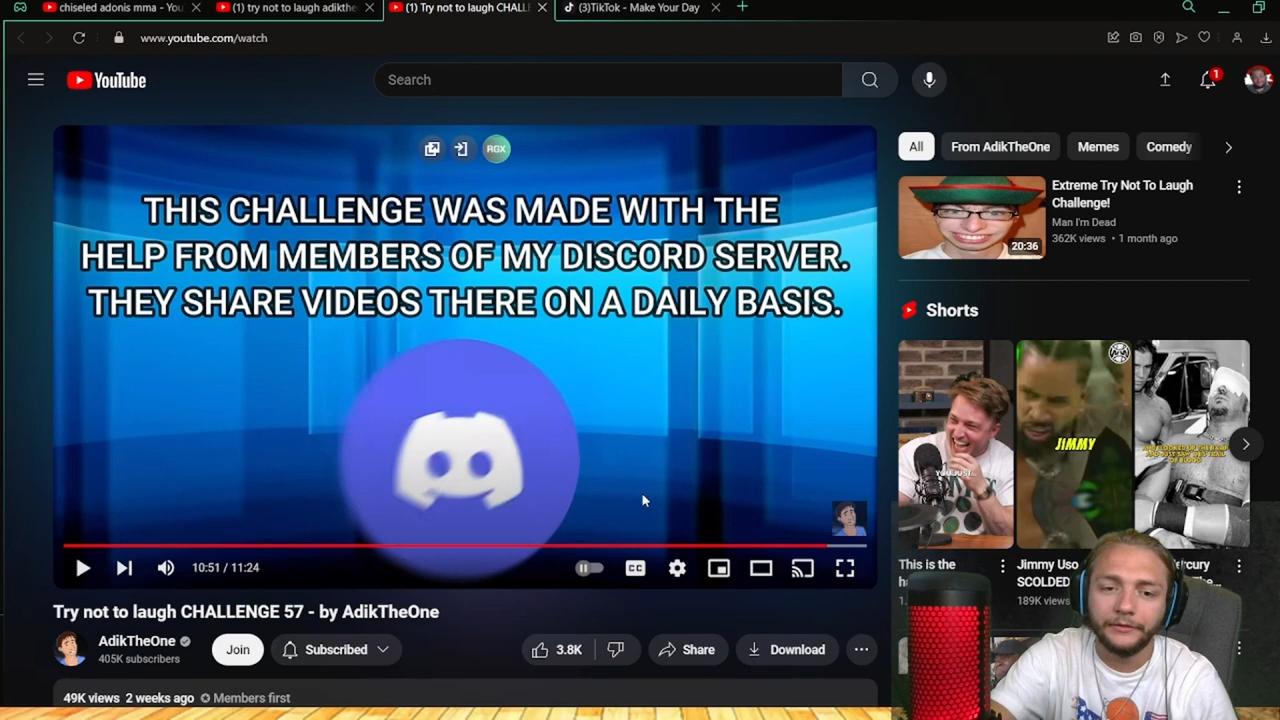 chiseled adonis mma - You
(1) try not to laugh adikthe
(1) Try not to laugh CHALL
(3)TikTok - Make Your Day
www.youtube.com/watch
YouTube
Search
1
RGX
THIS CHALLENGE WAS MADE WITH THE
HELP FROM MEMBERS OF MY DISCORD SERVER.
THEY SHARE VIDEOS THERE ON A DAILY BASIS.
10:51 / 11:24
CC
Try not to laugh CHALLENGE 57 - by AdikTheOne
AdikTheOne
405K subscribers
Join
Subscribed
3.8K
Share
Download
49K views 2 weeks ago Members first
All
From AdikTheOne
Memes
Comedy
Extreme Try Not To Laugh
Challenge!
Man I'm Dead
362K views • 1 month ago
20:36
Shorts
YOU JUST...
JIMMY
This is the
Jimmy Uso
SCOLDED
189K views